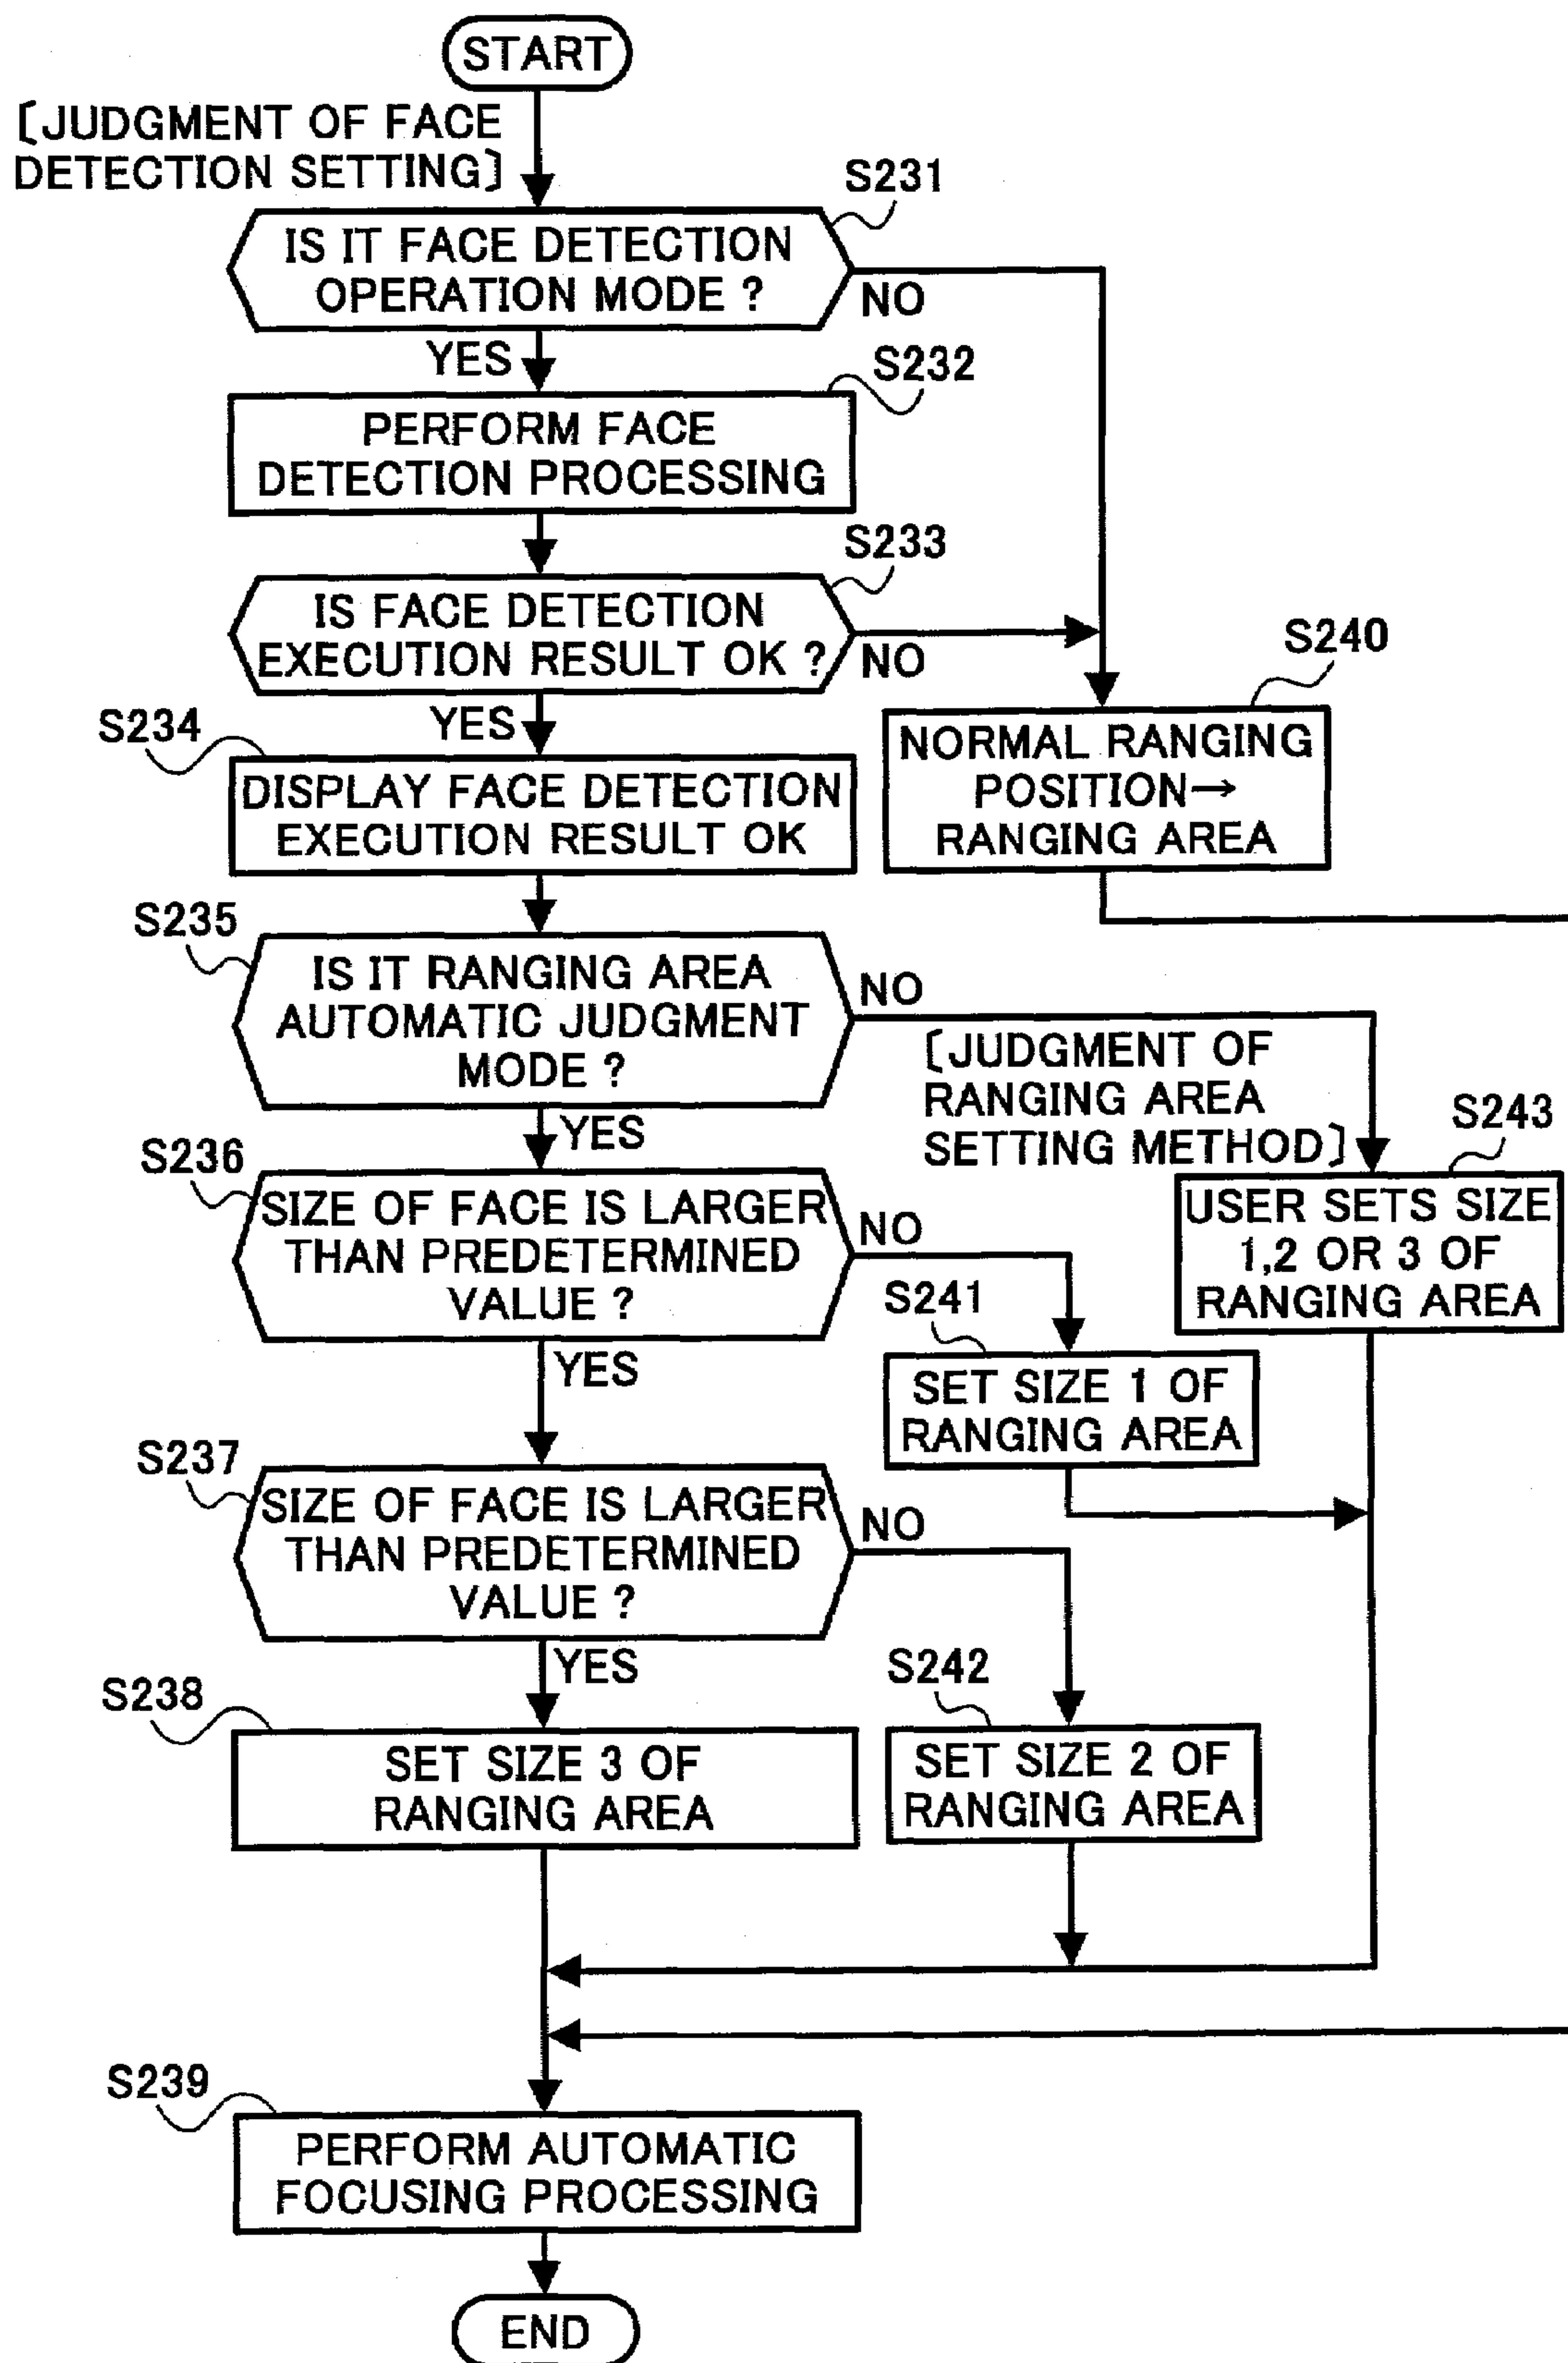 START
[JUDGMENT OF FACE
DETECTION SETTING]
S231
IS IT FACE DETECTION
OPERATION MODE ?
NO
YES
S232
PERFORM FACE
DETECTION PROCESSING
S233
IS FACE DETECTION
EXECUTION RESULT OK ?
NO
YES
S240
NORMAL RANGING
POSITION→
RANGING AREA
S234
DISPLAY FACE DETECTION
EXECUTION RESULT OK
S235
IS IT RANGING AREA
AUTOMATIC JUDGMENT
MODE ?
NO
[JUDGMENT OF
RANGING AREA
SETTING METHOD]
YES
S243
USER SETS SIZE
1,2 OR 3 OF
RANGING AREA
S236
SIZE OF FACE IS LARGER
THAN PREDETERMINED
VALUE ?
NO
YES
S241
SET SIZE 1 OF
RANGING AREA
S237
SIZE OF FACE IS LARGER
THAN PREDETERMINED
VALUE ?
NO
YES
S242
SET SIZE 2 OF
RANGING AREA
S238
SET SIZE 3 OF
RANGING AREA
S239
PERFORM AUTOMATIC
FOCUSING PROCESSING
END